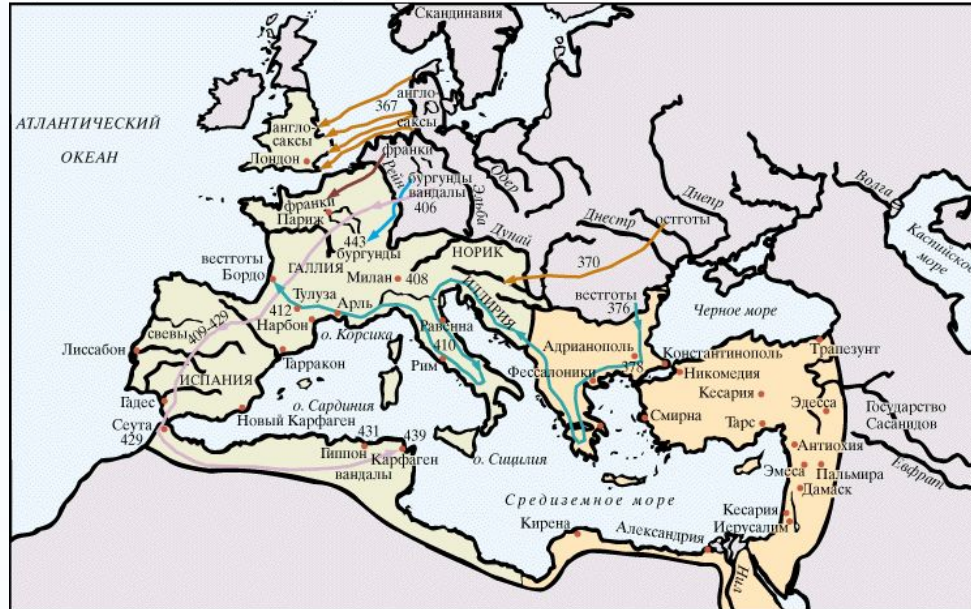 Скандинавия
АТЛАНТИЧЕСКИЙ
ОКЕАН
367
англо-
саксы
англо-
саксы
Лондон
франки
Рейн
бургунды
вандалы
406
Эльба
Одер
Днепр
Волга
Днестр
остготы
Дунай
Каспийское
море
франки
Париж
443
бургунды
вестготы
Бордо
ГАЛЛИЯ
Милан
408
НОРИК
370
ИЛЛИРИЯ
вестготы
376
Черное море
Тулуза
412
Арль
Нарбон
о. Корсика
Равенна
410
Рим
409-429
свевы
Лиссабон
Тарракон
ИСПАНИЯ
о. Сардиния
Гадес
Новый Карфаген
Сеута
429
431
Гиппон
439
Карфаген
вандалы
о. Сицилия
Адрианополь
378
Фессалоники
Константинополь
Никомедия
Трапезунт
Кесария
Смирна
Тарс
Эдесса
Государство
Сасанидов
Антиохия
Евфрат
Эмеса
Пальмира
Дамаск
Средиземное море
Кесария
Иерусалим
Кирена
Александрия
Нил